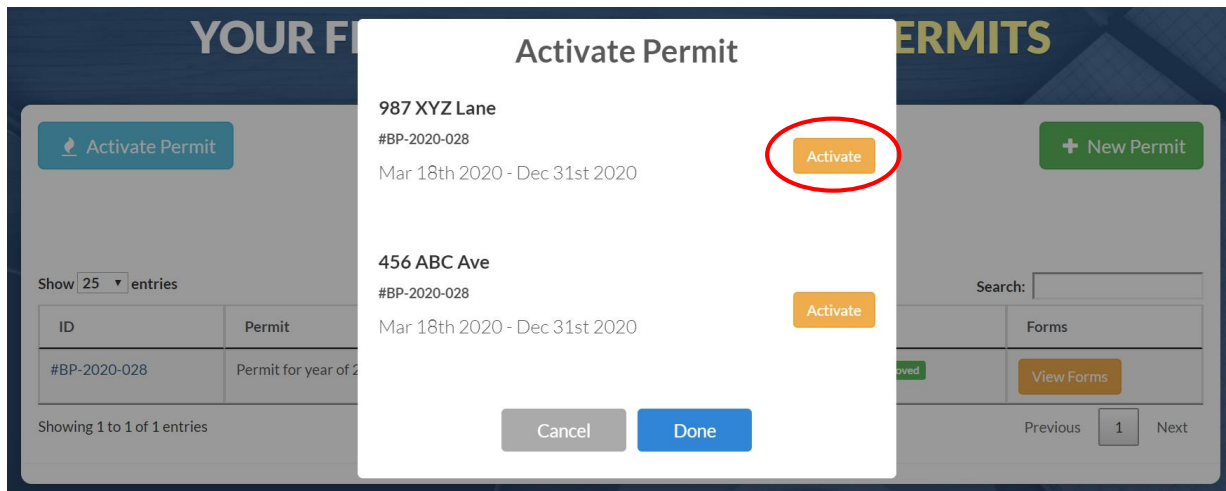 YOUR FI ERMITS
Activate Permit
987 XYZ Lane
#BP-2020-028
Mar 18th 2020 - Dec 31st 2020
Activate
Activate Permit
+ New Permit
456 ABC Ave
#BP-2020-028
Mar 18th 2020 - Dec 31st 2020
Activate
Show 25 entries
Search:
ID Permit Forms
#BP-2020-028 Permit for year of 2 oved View Forms
Cancel Done
Showing 1 to 1 of 1 entries
Previous 1 Next